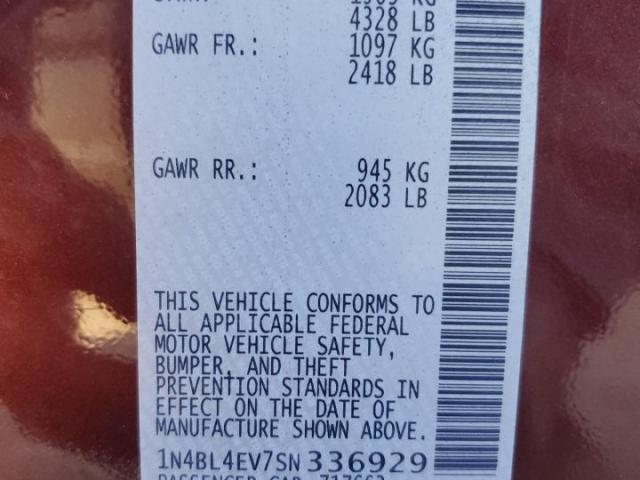 4328 LB
GAWR FR.: 1097 KG
2418 LB
GAWR RR.: 945 KG
2083 LB
THIS VEHICLE CONFORMS TO
ALL APPLICABLE FEDERAL
MOTOR VEHICLE SAFETY,
BUMPER, AND THEFT
PREVENTION STANDARDS IN
EFFECT ON THE DATE OF
MANUFACTURE SHOWN ABOVE.
1N4BL4EV7SN336929
PASSENGER CAR